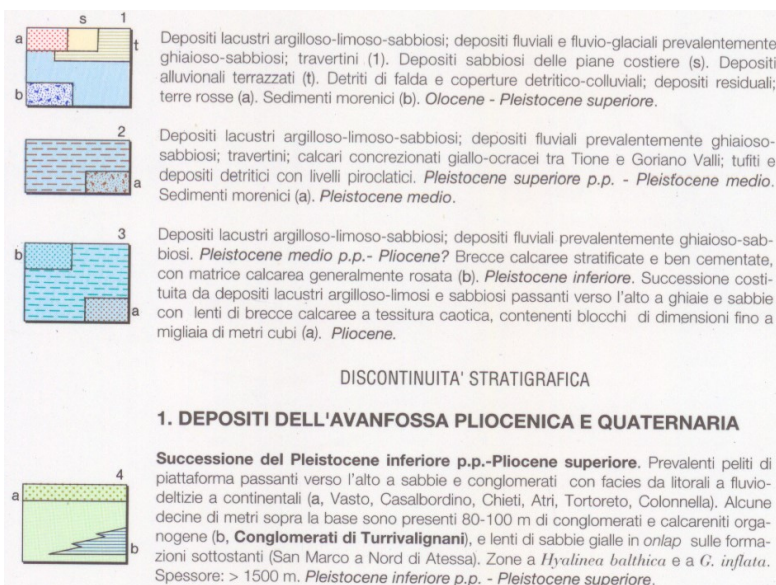 s 1
a
t
b
Depositi lacustri argilloso-limoso-sabbiosi; depositi fluviali e fluvio-glaciali prevalentemente
ghiaioso-sabbiosi; travertini (1). Depositi sabbiosi delle piane costiere (s). Depositi
alluvionali terrazzati (t). Detriti di falda e coperture detritico-colluviali; depositi residuali;
terre rosse (a). Sedimenti morenici (b). Olocene - Pleistocene superiore.
2
a
Depositi lacustri argilloso-limoso-sabbiosi; depositi fluviali prevalentemente ghiaioso-
sabbiosi; travertini; calcari concrezionati giallo-ocracei tra Tione e Goriano Valli; tufiti e
depositi detritici con livelli piroclatici. Pleistocene superiore p.p. - Pleistocene medio.
Sedimenti morenici (a). Pleistocene medio.
3
b
a
Depositi lacustri argilloso-limoso-sabbiosi; depositi fluviali prevalentemente ghiaioso-sab-
biosi. Pleistocene medio p.p.- Pliocene? Brecce calcaree stratificate e ben cementate,
con matrice calcarea generalmente rosata (b). Pleistocene inferiore. Successione costi-
tuita da depositi lacustri argilloso-limosi e sabbiosi passanti verso l'alto a ghiaie e sabbie
con lenti di brecce calcaree a tessitura caotica, contenenti blocchi di dimensioni fino a
migliaia di metri cubi (a). Pliocene.
DISCONTINUITA' STRATIGRAFICA
1. DEPOSITI DELL'AVANFOSSA PLIOCENICA E QUATERNARIA
4
a
b
Successione del Pleistocene inferiore p.p.-Pliocene superiore. Prevalenti peliti di
piattaforma passanti verso l'alto a sabbie e conglomerati con facies da litorali a fluvio-
deltizie a continentali (a, Vasto, Casalbordino, Chieti, Atri, Tortoreto, Colonnella). Alcune
decine di metri sopra la base sono presenti 80-100 m di conglomerati e calcareniti orga-
nogene (b, Conglomerati di Turrivalignani), e lenti di sabbie gialle in onlap sulle forma-
zioni sottostanti (San Marco a Nord di Atessa). Zone a Hyalinea balthica e a G. inflata.
Spessore: > 1500 m. Pleistocene inferiore p.p. - Pleistocene superiore.